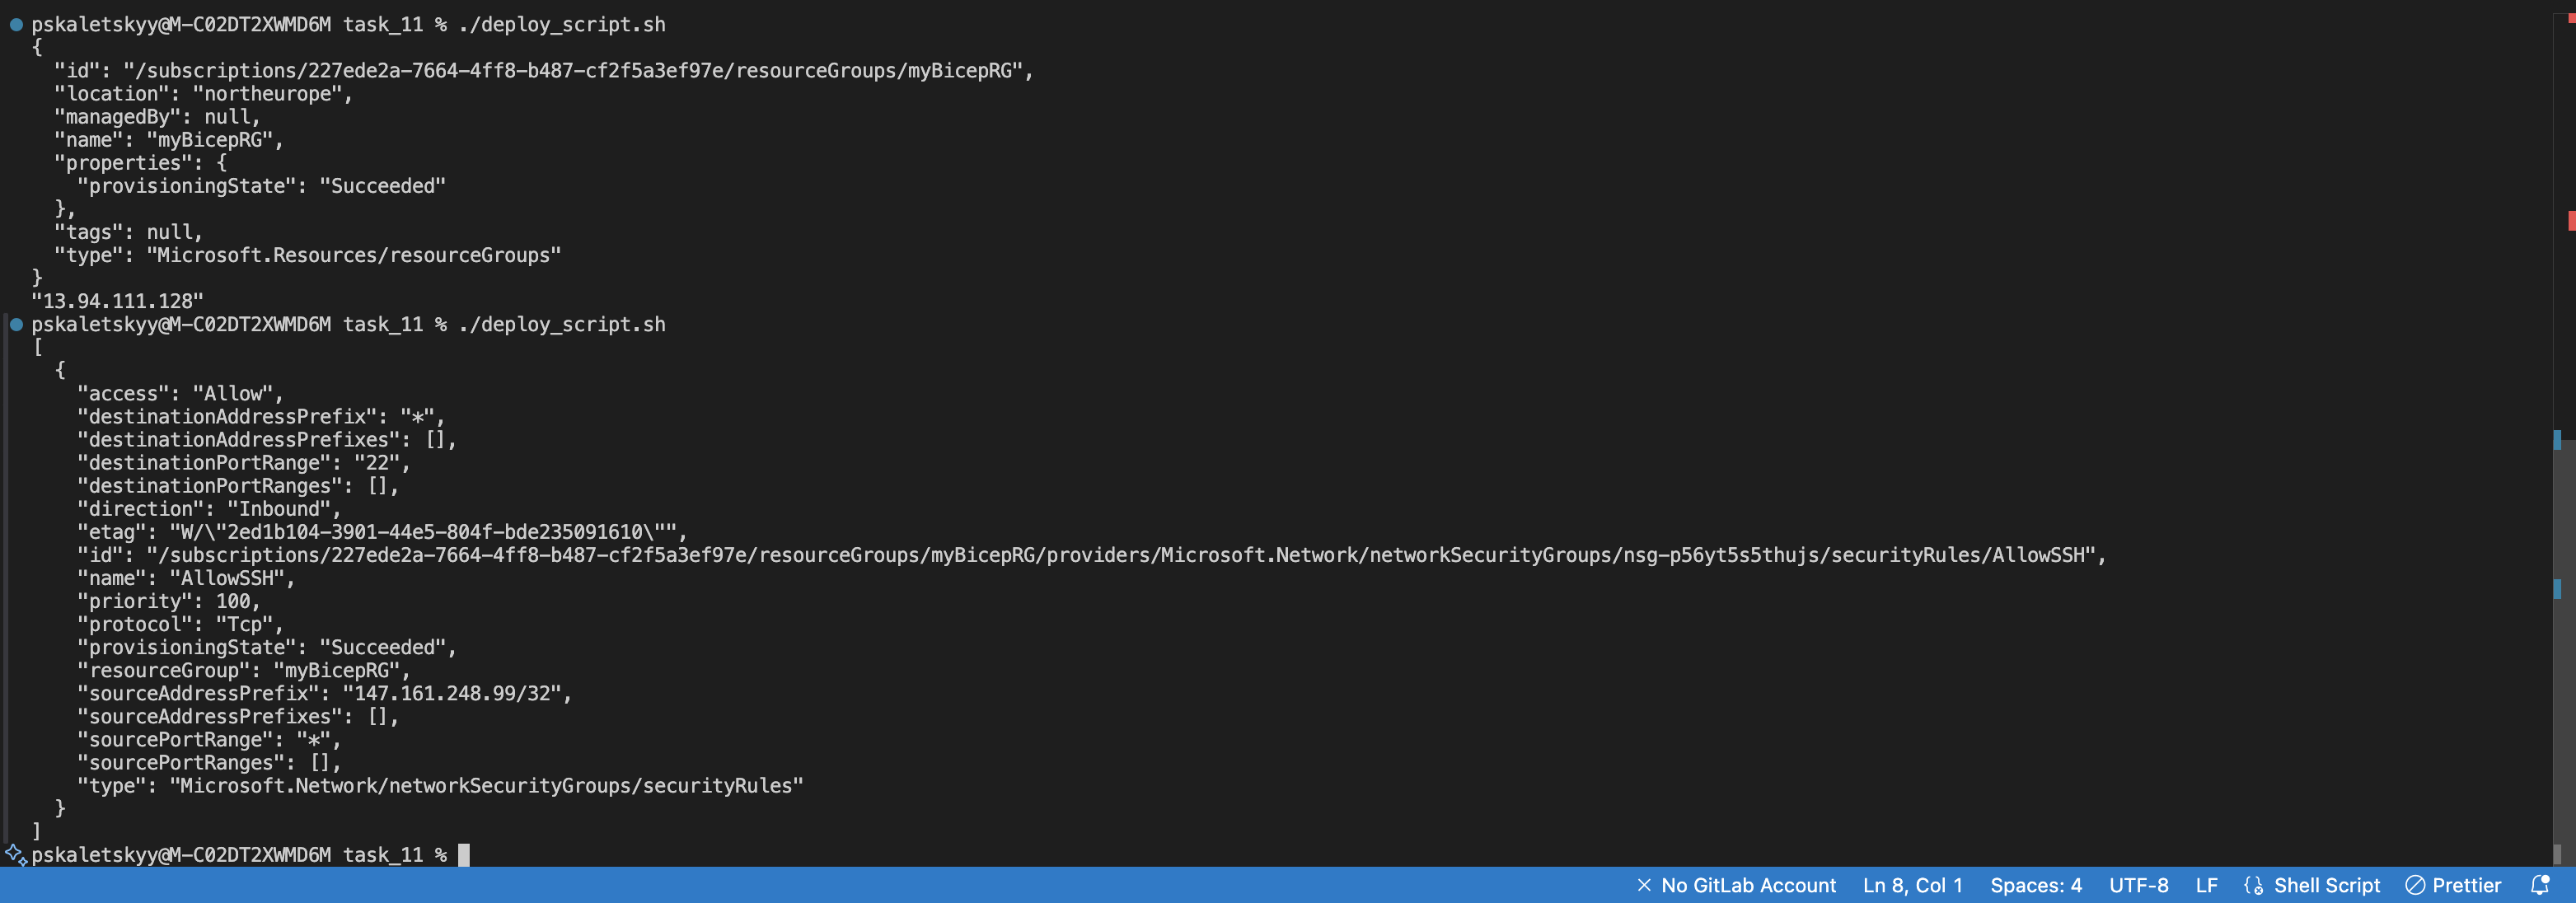 pskaletskyy@M-C02DT2XWMD6M task_11 % ./deploy_script.sh
{
  "id": "/subscriptions/227ede2a-7664-4ff8-b487-cf2f5a3ef97e/resourceGroups/myBicepRG",
  "location": "northeurope",
  "managedBy": null,
  "name": "myBicepRG",
  "properties": {
    "provisioningState": "Succeeded"
  },
  "tags": null,
  "type": "Microsoft.Resources/resourceGroups"
}
"13.94.111.128"
pskaletskyy@M-C02DT2XWMD6M task_11 % ./deploy_script.sh
[
  {
    "access": "Allow",
    "destinationAddressPrefix": "*",
    "destinationAddressPrefixes": [],
    "destinationPortRange": "22",
    "destinationPortRanges": [],
    "direction": "Inbound",
    "etag": "W/\"2ed1b104-3901-44e5-804f-bde235091610\"",
    "id": "/subscriptions/227ede2a-7664-4ff8-b487-cf2f5a3ef97e/resourceGroups/myBicepRG/providers/Microsoft.Network/networkSecurityGroups/nsg-p56yt5s5thujs/securityRules/AllowSSH",
    "name": "AllowSSH",
    "priority": 100,
    "protocol": "Tcp",
    "provisioningState": "Succeeded",
    "resourceGroup": "myBicepRG",
    "sourceAddressPrefix": "147.161.248.99/32",
    "sourceAddressPrefixes": [],
    "sourcePortRange": "*",
    "sourcePortRanges": [],
    "type": "Microsoft.Network/networkSecurityGroups/securityRules"
  }
]
pskaletskyy@M-C02DT2XWMD6M task_11 %
No GitLab Account Ln 8, Col 1 Spaces: 4 UTF-8 LF Shell Script Prettier